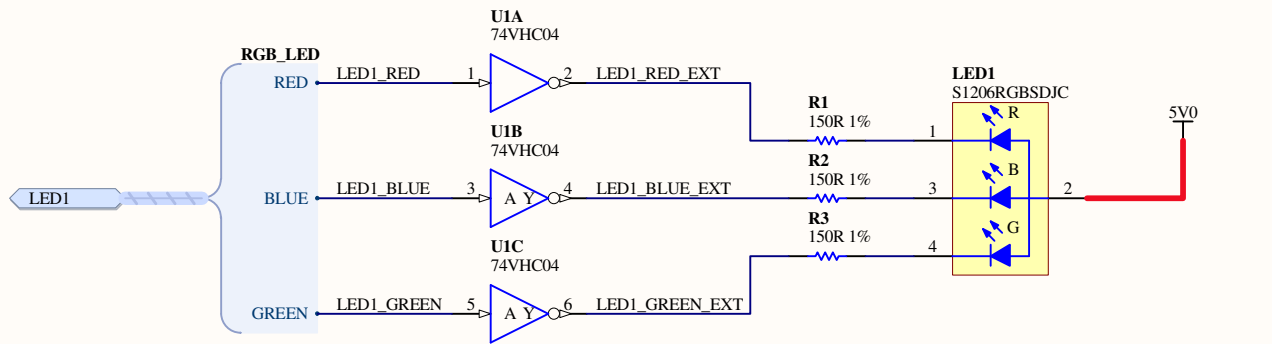 U1A
74VHC04
RGB_LED
RED
LED1_RED
1
2
LED1_RED_EXT
LED1
S1206RGBSDJC
R1
150R 1%
R
5V0
1
U1B
74VHC04
R2
150R 1%
B
LED1
BLUE
LED1_BLUE
3
A Y
4
LED1_BLUE_EXT
3
2
R3
150R 1%
G
U1C
74VHC04
4
GREEN
LED1_GREEN
5
A Y
6
LED1_GREEN_EXT